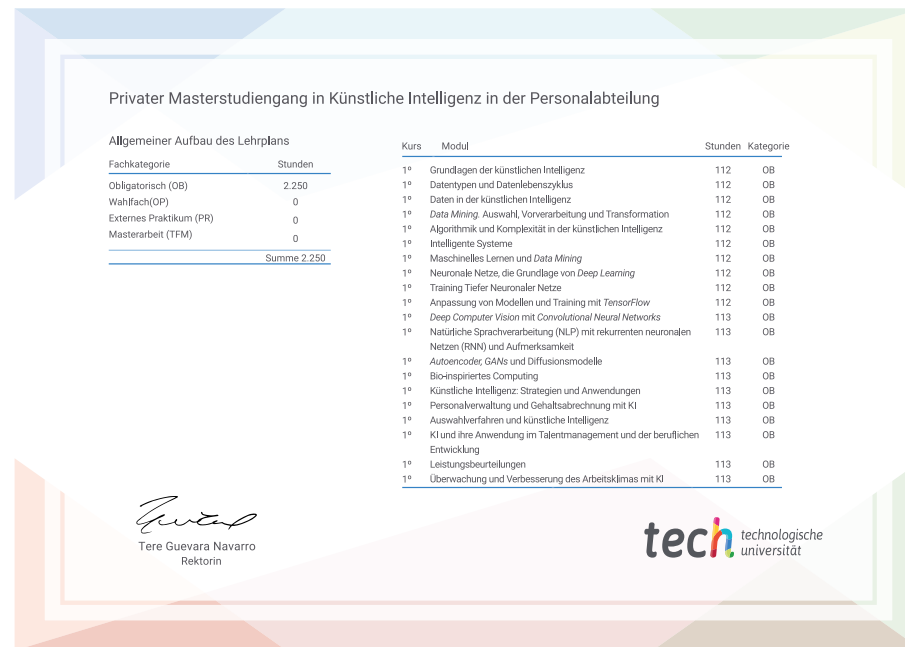 Privater Masterstudiengang in Künstliche Intelligenz in der Personalabteilung
Allgemeiner Aufbau des Lehrplans
Fachkategorie Stunden
Obligatorisch (OB) 2.250
Wahlfach(OP) 0
Externes Praktikum (PR) 0
Masterarbeit (TFM) 0
Summe 2.250
Kurs Modul Stunden Kategorie
1º Grundlagen der künstlichen Intelligenz 112 OB
1º Datentypen und Datenlebenszyklus 112 OB
1º Daten in der künstlichen Intelligenz 112 OB
1º Data Mining. Auswahl, Vorverarbeitung und Transformation 112 OB
1º Algorithmik und Komplexität in der künstlichen Intelligenz 112 OB
1º Intelligente Systeme 112 OB
1º Maschinelles Lernen und Data Mining 112 OB
1º Neuronale Netze, die Grundlage von Deep Learning 112 OB
1º Training Tiefer Neuronaler Netze 112 OB
1º Anpassung von Modellen und Training mit TensorFlow 112 OB
1º Deep Computer Vision mit Convolutional Neural Networks 113 OB
1º Natürliche Sprachverarbeitung (NLP) mit rekurrenten neuronalen 113 OB
Netzen (RNN) und Aufmerksamkeit
1º Autoencoder, GANs und Diffusionsmodelle 113 OB
1º Bio-inspiriertes Computing 113 OB
1º Künstliche Intelligenz: Strategien und Anwendungen 113 OB
1º Personalverwaltung und Gehaltsabrechnung mit KI 113 OB
1º Auswahlverfahren und künstliche Intelligenz 113 OB
1º KI und ihre Anwendung im Talentmanagement und der beruflichen 113 OB
Entwicklung
1º Leistungsbeurteilungen 113 OB
1º Überwachung und Verbesserung des Arbeitsklimas mit KI 113 OB
Tere Guevara Navarro
Rektorin
tech technologische
universität